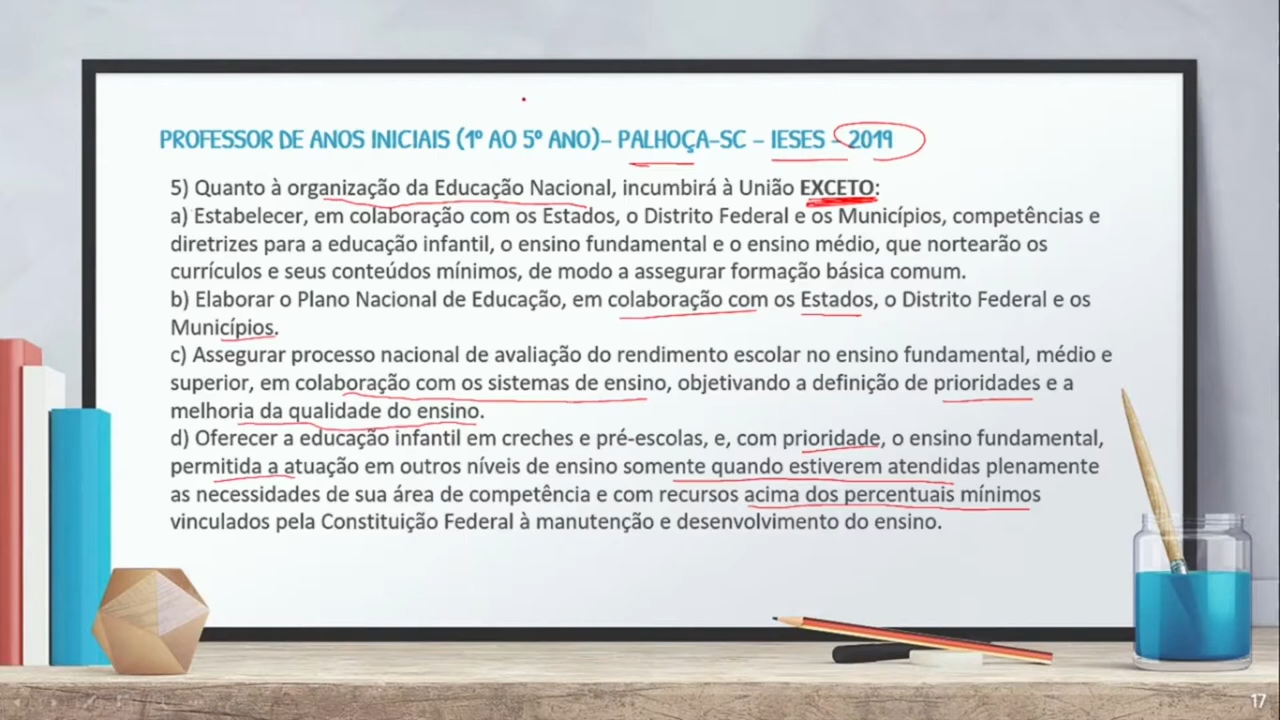 PROFESSOR DE ANOS INICIAIS (1º AO 5º ANO)– PALHOÇA-SC – IESES – 2019
5) Quanto à organização da Educação Nacional, incumbirá à União EXCETO:
a) Estabelecer, em colaboração com os Estados, o Distrito Federal e os Municípios, competências e
diretrizes para a educação infantil, o ensino fundamental e o ensino médio, que nortearão os
currículos e seus conteúdos mínimos, de modo a assegurar formação básica comum.
b) Elaborar o Plano Nacional de Educação, em colaboração com os Estados, o Distrito Federal e os
Municípios.
c) Assegurar processo nacional de avaliação do rendimento escolar no ensino fundamental, médio e
superior, em colaboração com os sistemas de ensino, objetivando a definição de prioridades e a
melhoria da qualidade do ensino.
d) Oferecer a educação infantil em creches e pré-escolas, e, com prioridade, o ensino fundamental,
permitida a atuação em outros níveis de ensino somente quando estiverem atendidas plenamente
as necessidades de sua área de competência e com recursos acima dos percentuais mínimos
vinculados pela Constituição Federal à manutenção e desenvolvimento do ensino.
17